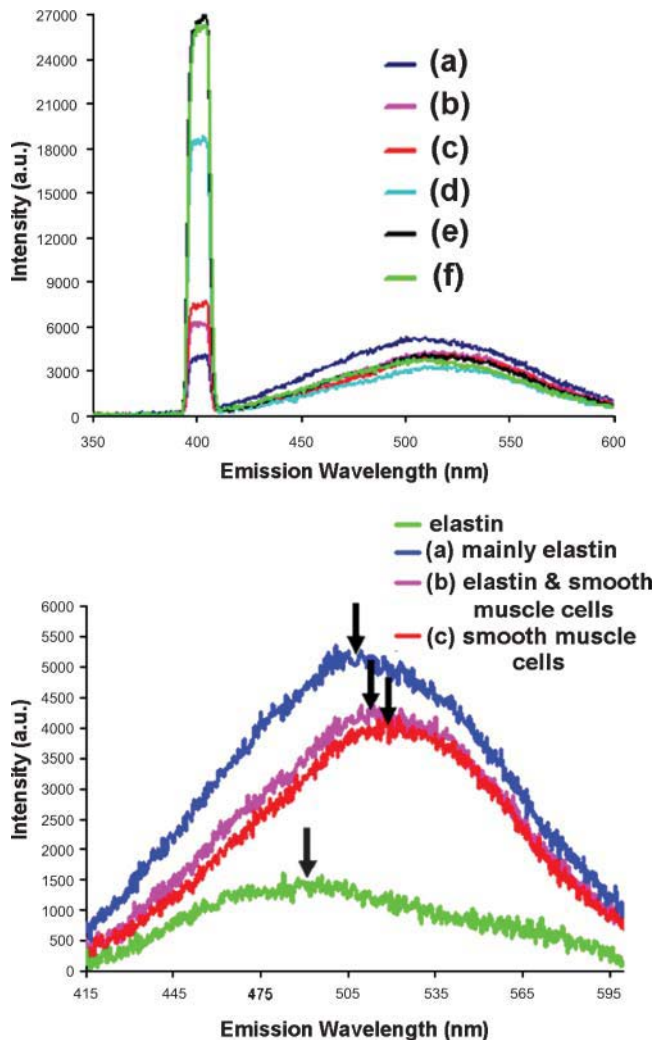 27000
24000
21000
18000
15000
12000
9000
6000
3000
0
Intensity (a.u.)
(a)
(b)
(c)
(d)
(e)
(f)
350 400 450 500 550 600
Emission Wavelength (nm)
elastin
(a) mainly elastin
(b) elastin & smooth
muscle cells
(c) smooth muscle
cells
6000
5500
5000
4500
4000
3500
3000
2500
2000
1500
1000
500
0
Intensity (a.u.)
415 445 475 505 535 565 595
Emission Wavelength (nm)